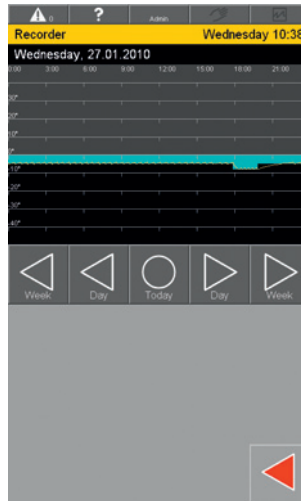 0 ? Admin
Recorder Wednesday 10:38
Wednesday, 27.01.2010
0:00 3:00 6:00 9:00 12:00 15:00 18:00 21:00
30°
20°
10°
0°
-10°
-20°
-30°
-40°
Week Day Today Day Week